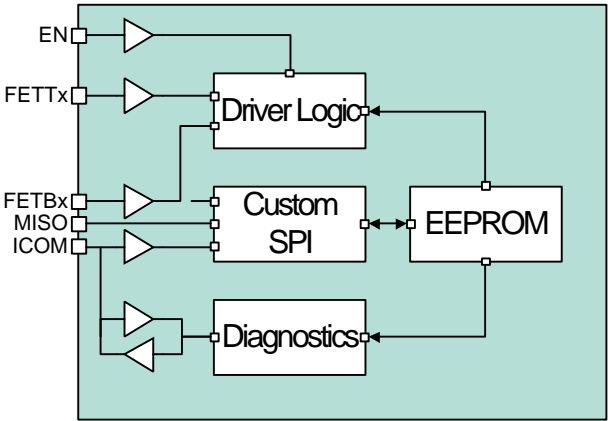 EN
FETTx
Driver Logic
FETBx
MISO
ICOM
Custom
SPI
EEPROM
Diagnostics